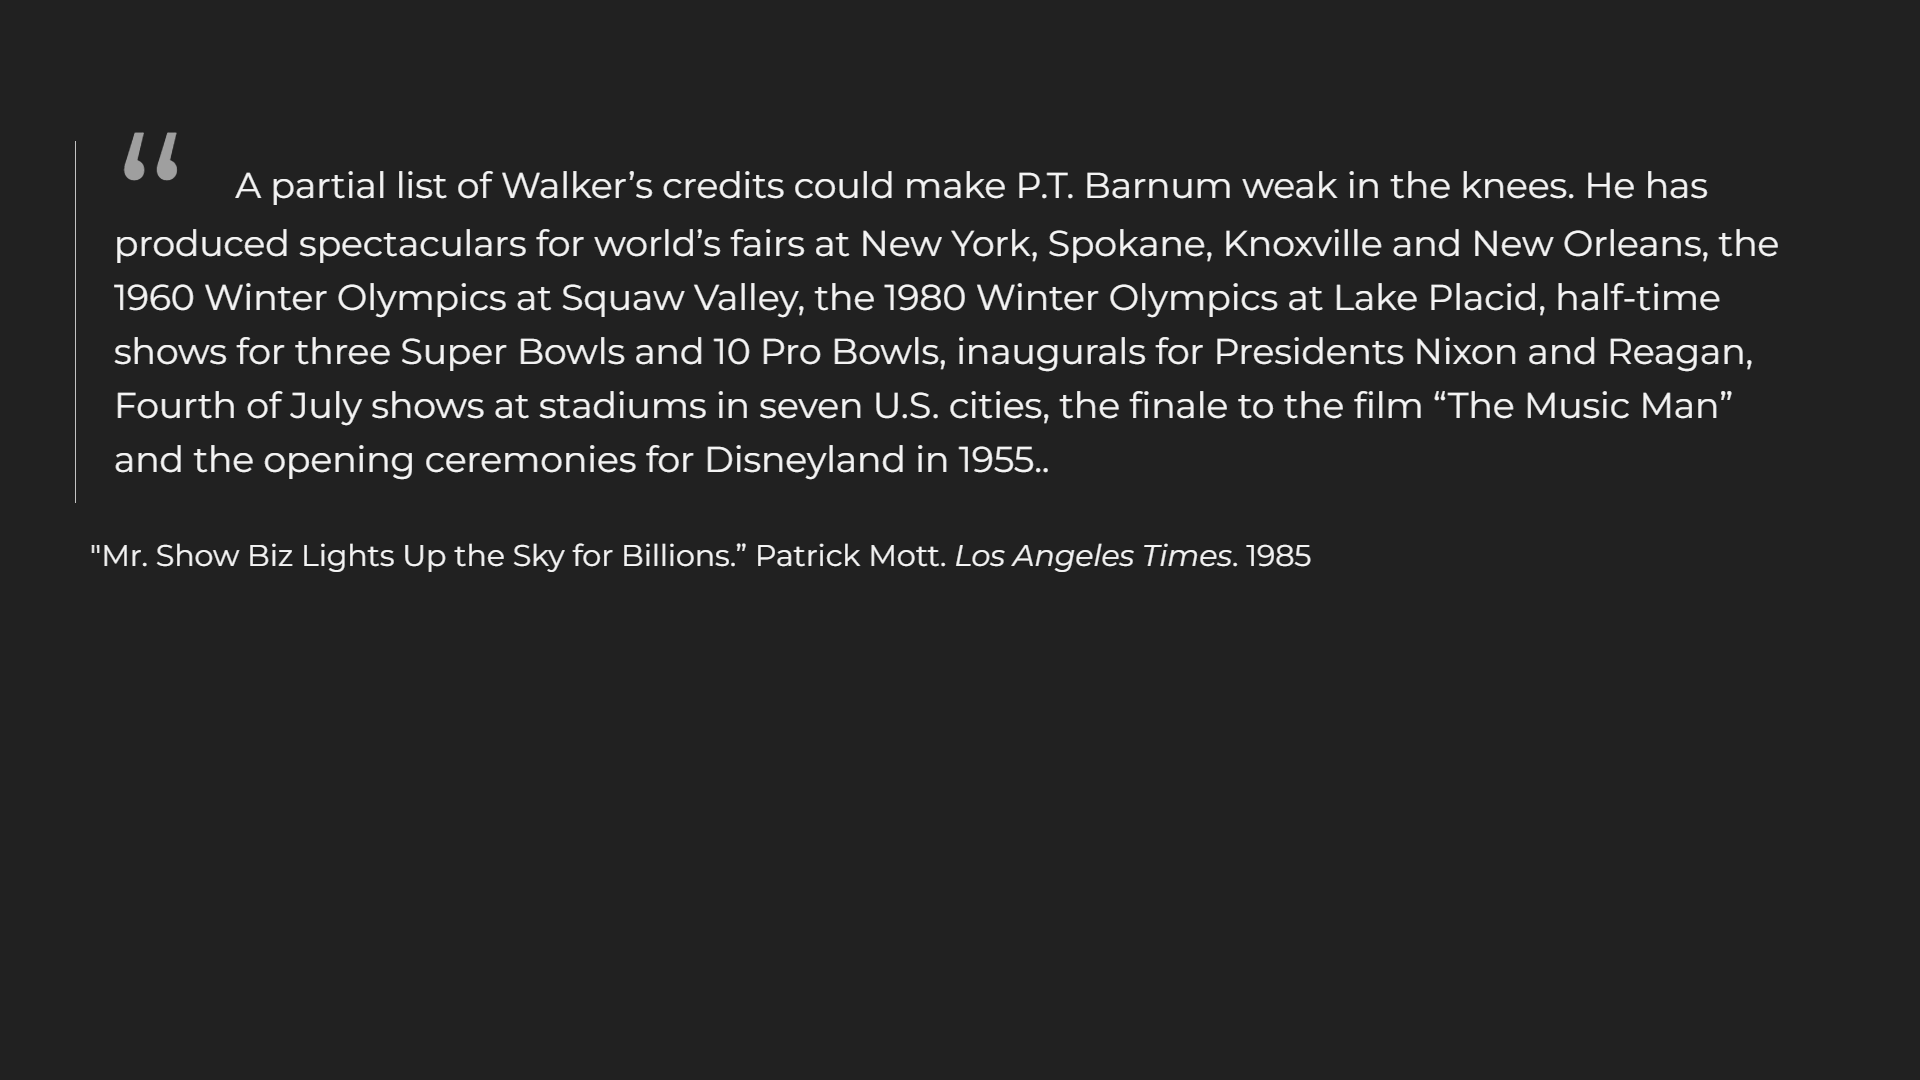 “ A partial list of Walker’s credits could make P.T. Barnum weak in the knees. He has
produced spectaculars for world’s fairs at New York, Spokane, Knoxville and New Orleans, the
1960 Winter Olympics at Squaw Valley, the 1980 Winter Olympics at Lake Placid, half-time
shows for three Super Bowls and 10 Pro Bowls, inaugurals for Presidents Nixon and Reagan,
Fourth of July shows at stadiums in seven U.S. cities, the finale to the film “The Music Man”
and the opening ceremonies for Disneyland in 1955..
"Mr. Show Biz Lights Up the Sky for Billions.” Patrick Mott. Los Angeles Times. 1985